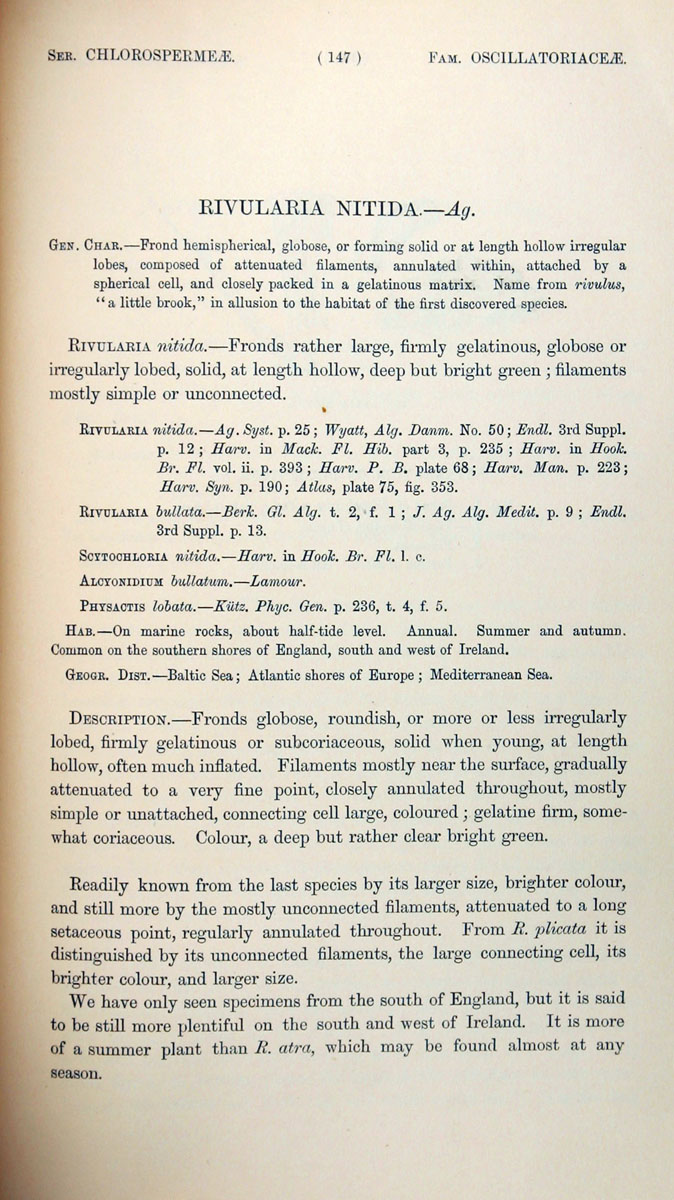 Ser. CHLOROSPERMEÆ. ( 147 ) Fam. OSCILLATORIACEÆ.
RIVULARIA NITIDA.—Ag.
Gen. Char.—Frond hemispherical, globose, or forming solid or at length hollow irregular
lobes, composed of attenuated filaments, annulated within, attached by a
spherical cell, and closely packed in a gelatinous matrix. Name from rivulus,
"a little brook," in allusion to the habitat of the first discovered species.
Rivularia nitida.—Fronds rather large, firmly gelatinous, globose or
irregularly lobed, solid, at length hollow, deep but bright green ; filaments
mostly simple or unconnected.
Rivularia nitida.—Ag. Syst. p. 25 ; Wyatt, Alg. Danm. No. 50 ; Endl. 3rd Suppl.
p. 12 ; Harv. in Mack. Fl. Hib. part 3, p. 235 ; Harv. in Hook.
Br. Fl. vol. ii. p. 393 ; Harv. P. B. plate 68 ; Harv. Man. p. 223 ;
Harv. Syn. p. 190 ; Atlas, plate 75, fig. 353.
Rivularia bullata.—Berk. Gl. Alg. t. 2, f. 1 ; J. Ag. Alg. Medit. p. 9 ; Endl.
3rd Suppl. p. 13.
Scytochloria nitida.—Harv. in Hook. Br. Fl. l. c.
Alcyonidium bullatum.—Lamour.
Physactis lobata.—Kütz. Phyc. Gen. p. 236, t. 4, f. 5.
Hab.—On marine rocks, about half-tide level. Annual. Summer and autumn.
Common on the southern shores of England, south and west of Ireland.
Geogr. Dist.—Baltic Sea ; Atlantic shores of Europe ; Mediterranean Sea.
Description.—Fronds globose, roundish, or more or less irregularly
lobed, firmly gelatinous or subcoriaceous, solid when young, at length
hollow, often much inflated. Filaments mostly near the surface, gradually
attenuated to a very fine point, closely annulated throughout, mostly
simple or unattached, connecting cell large, coloured ; gelatine firm, some-
what coriaceous. Colour, a deep but rather clear bright green.
Readily known from the last species by its larger size, brighter colour,
and still more by the mostly unconnected filaments, attenuated to a long
setaceous point, regularly annulated throughout. From R. plicata it is
distinguished by its unconnected filaments, the large connecting cell, its
brighter colour, and larger size.
We have only seen specimens from the south of England, but it is said
to be still more plentiful on the south and west of Ireland. It is more
of a summer plant than R. atra, which may be found almost at any
season.